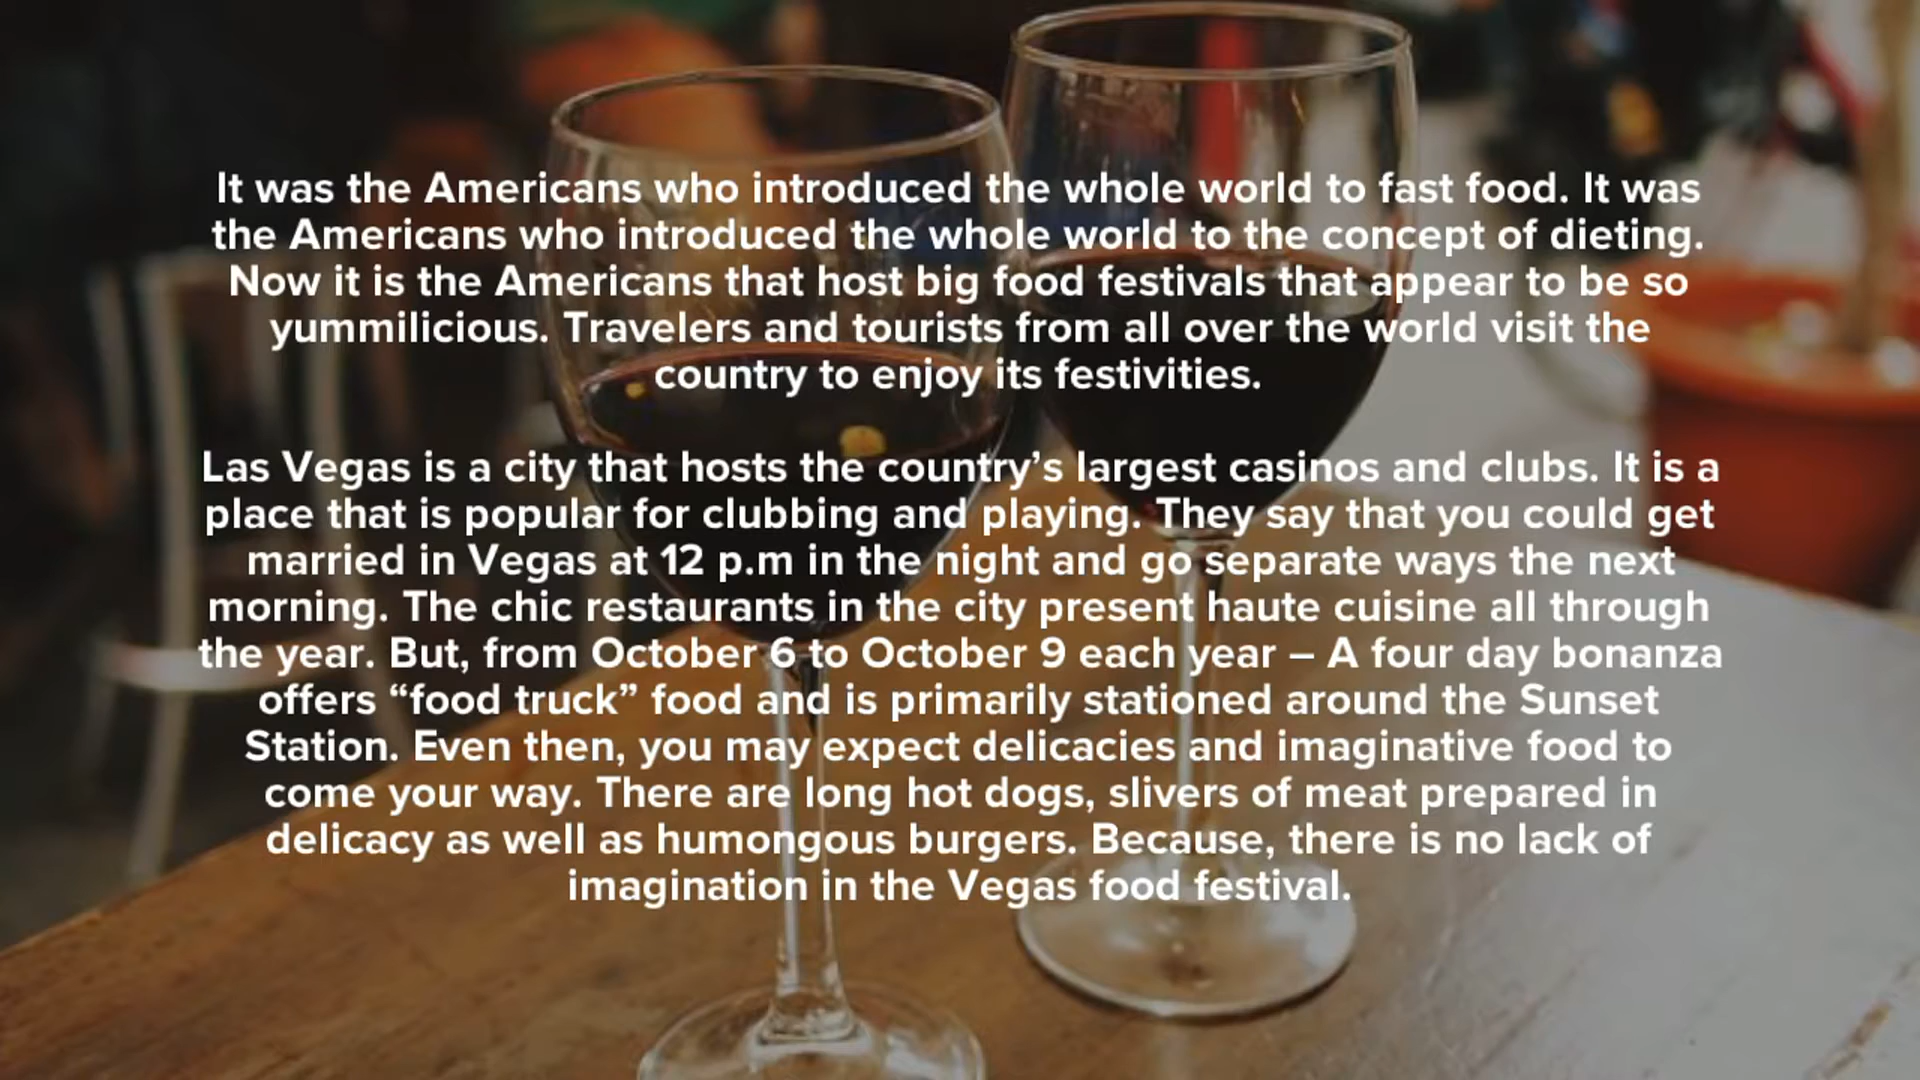 It was the Americans who introduced the whole world to fast food. It was
the Americans who introduced the whole world to the concept of dieting.
Now it is the Americans that host big food festivals that appear to be so
yummilicious. Travelers and tourists from all over the world visit the
country to enjoy its festivities.
Las Vegas is a city that hosts the country’s largest casinos and clubs. It is a
place that is popular for clubbing and playing. They say that you could get
married in Vegas at 12 p.m in the night and go separate ways the next
morning. The chic restaurants in the city present haute cuisine all through
the year. But, from October 6 to October 9 each year – A four day bonanza
offers “food truck” food and is primarily stationed around the Sunset
Station. Even then, you may expect delicacies and imaginative food to
come your way. There are long hot dogs, slivers of meat prepared in
delicacy as well as humongous burgers. Because, there is no lack of
imagination in the Vegas food festival.